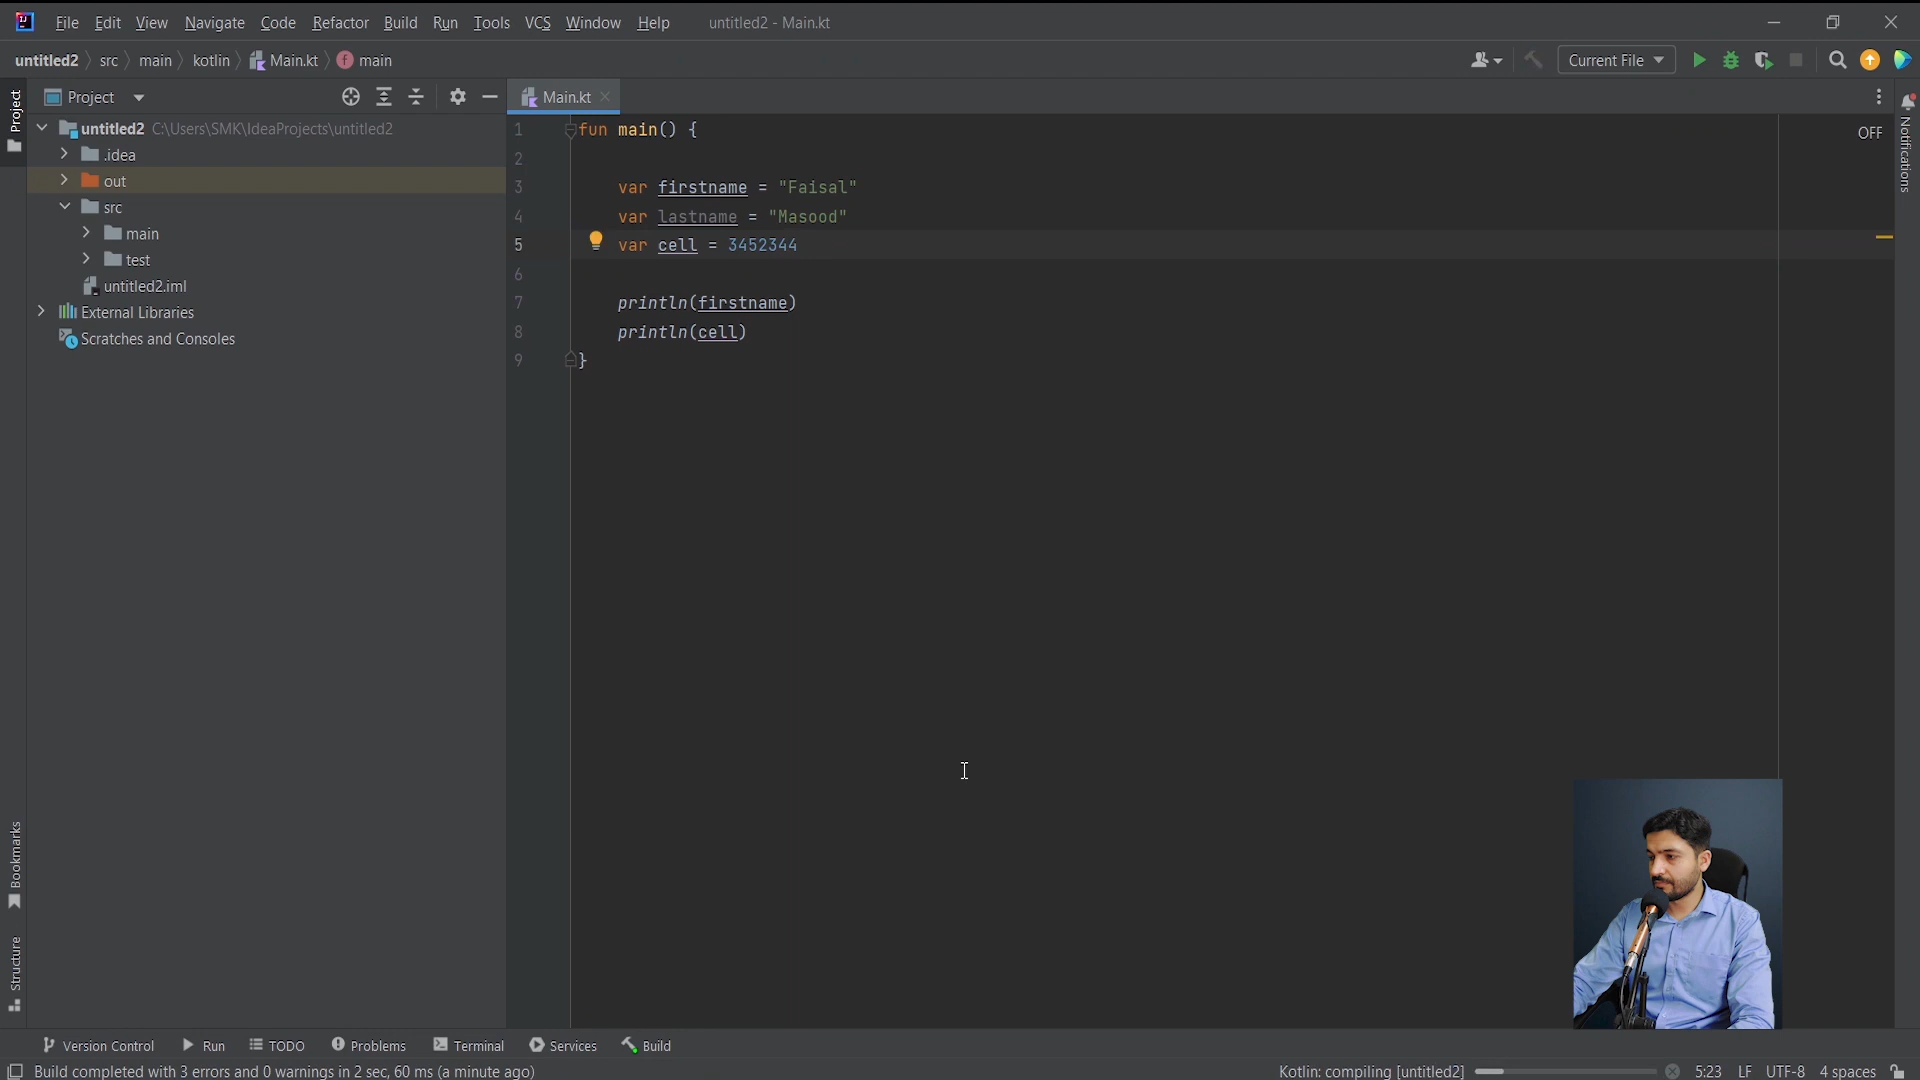 File Edit View Navigate Code Refactor Build Run Tools VCS Window Help untitled2 - Main.kt
untitled2 src main kotlin Main.kt main Current File
Project Main.kt
untitled2 C:\Users\SMK\IdeaProjects\untitled2
.idea
out
src
main
test
untitled2.iml
External Libraries
Scratches and Consoles
Project
Bookmarks
Structure
1 fun main() {
2
3 var firstname = "Faisal"
4 var lastname = "Masood"
5 var cell = 3452344
6
7 println(firstname)
8 println(cell)
9 }
OFF
Notifications
Version Control Run TODO Problems Terminal Services Build
Build completed with 3 errors and 0 warnings in 2 sec, 60 ms (a minute ago) Kotlin: compiling [untitled2] 5:23 LF UTF-8 4 spaces